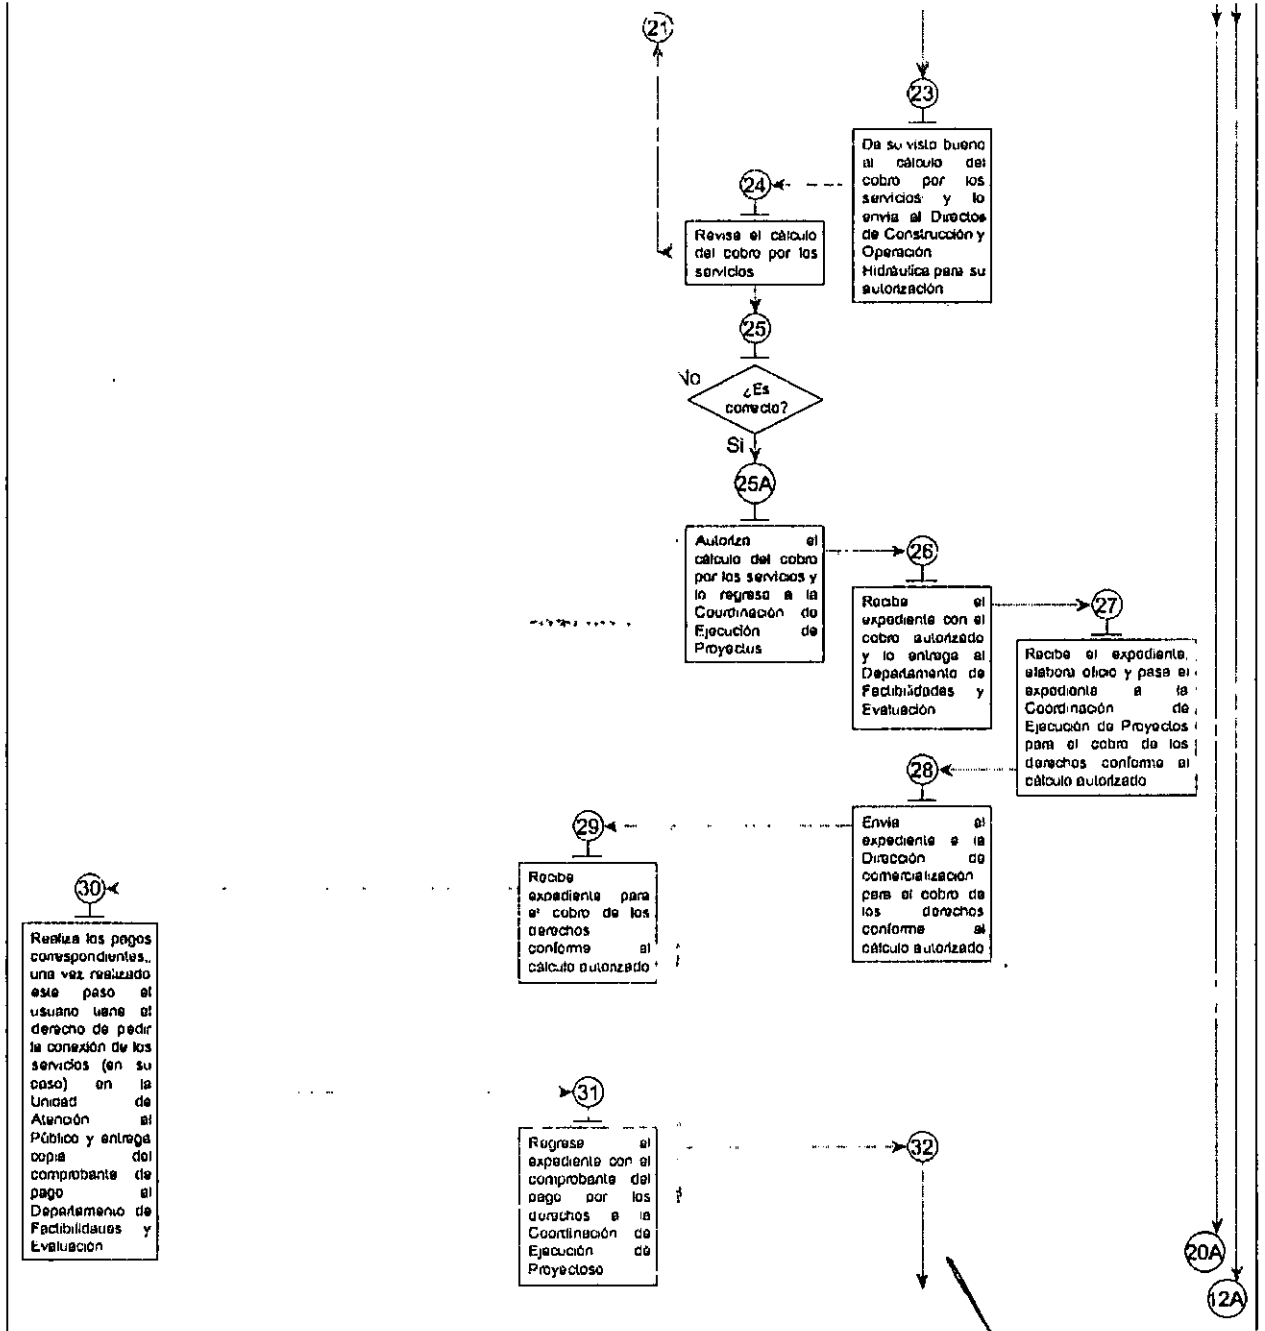 21
23
Da su visto bueno
al cálculo del
cobro por los
servicios y lo
envia al Directos
de Construcción y
Operación
Hidráulica para su
autorización
24
Revisa el cálculo
del cobro por los
servicios
25
No
¿Es
correcto?
Si
25A
Autoriza el
cálculo del cobro
por los servicios y
lo regresa a la
Coordinación de
Ejecución de
Proyectos
26
Recibe el
expediente con el
cobro autorizado
y lo entrega al
Departamento de
Factibilidades y
Evaluación
27
Recibe el expediente,
elabora oficio y pasa el
expediente a la
Coordinación de
Ejecución de Proyectos
para el cobro de los
derechos conforme al
cálculo autorizado
28
Envia el
expediente a la
Dirección de
comercialización
para el cobro de
los derechos
conforme al
cálculo autorizado
29
Recibe
expediente para
el cobro de los
derechos
conforme al
cálculo autorizado
30
Realiza los pagos
correspondientes,,
una vez realizado
este paso el
usuario tiene el
derecho de pedir
la conexión de los
servicios (en su
caso) en la
Unidad de
Atención al
Público y entrega
copia del
comprobante de
pago al
Departamento de
Factibilidades y
Evaluación
31
Regresa el
expediente con el
comprobante del
pago por los
derechos a la
Coordinación de
Ejecución de
Proyectoso
32
20A
12A